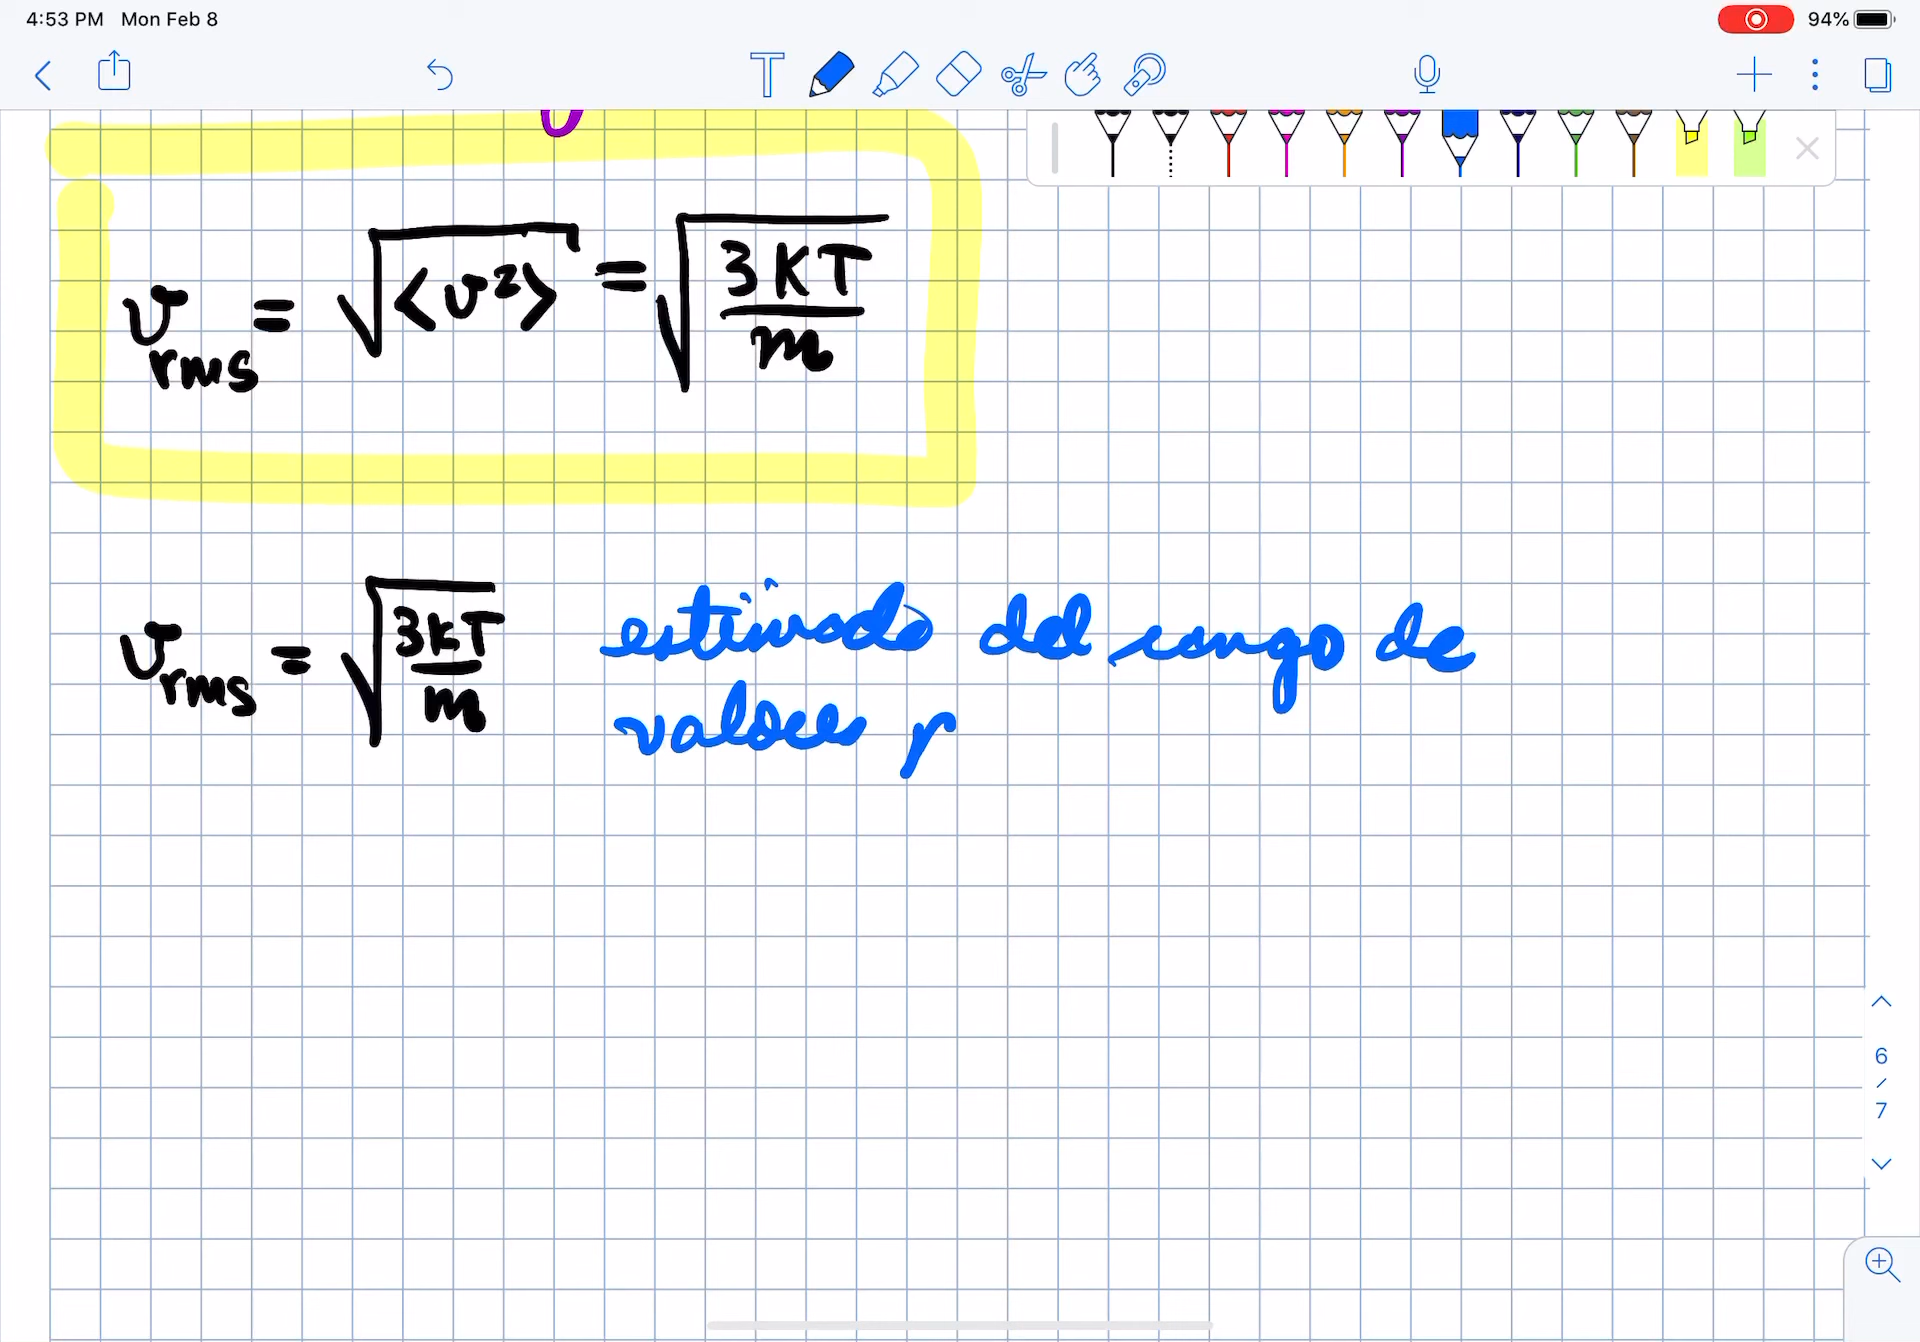 4:53 PM Mon Feb 8
94%
T
v_rms = √<v²> = √(3KT/m)
v_rms = √(3KT/m) estimado del rango de
valores p
6
/
7